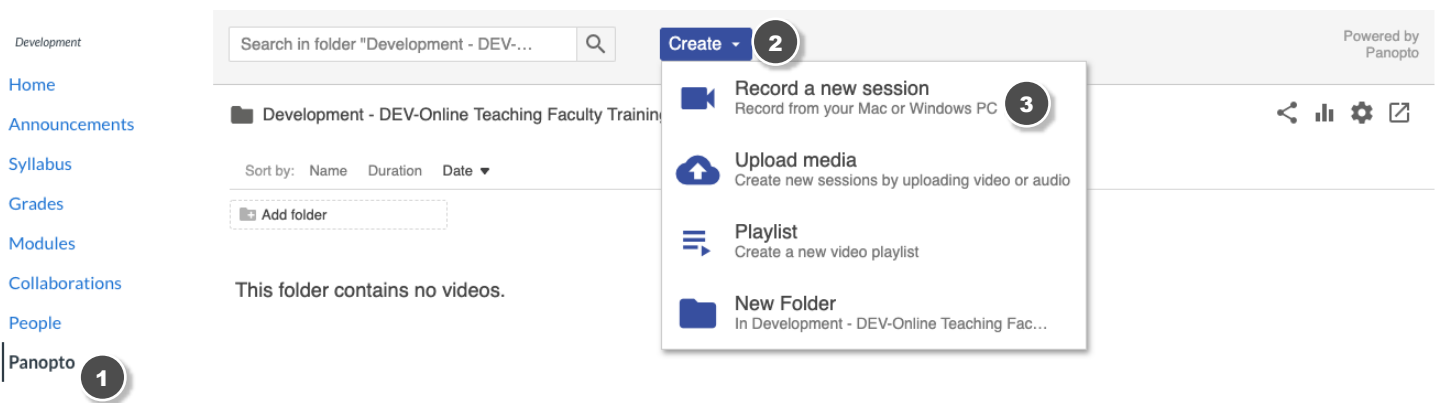 Development
Home
Announcements
Syllabus
Grades
Modules
Collaborations
People
Panopto
1
Search in folder "Development - DEV-...
Create
2
Powered by
Panopto
Development - DEV-Online Teaching Faculty Training
Sort by: Name Duration Date
Add folder
This folder contains no videos.
Record a new session
Record from your Mac or Windows PC
3
Upload media
Create new sessions by uploading video or audio
Playlist
Create a new video playlist
New Folder
In Development - DEV-Online Teaching Fac...